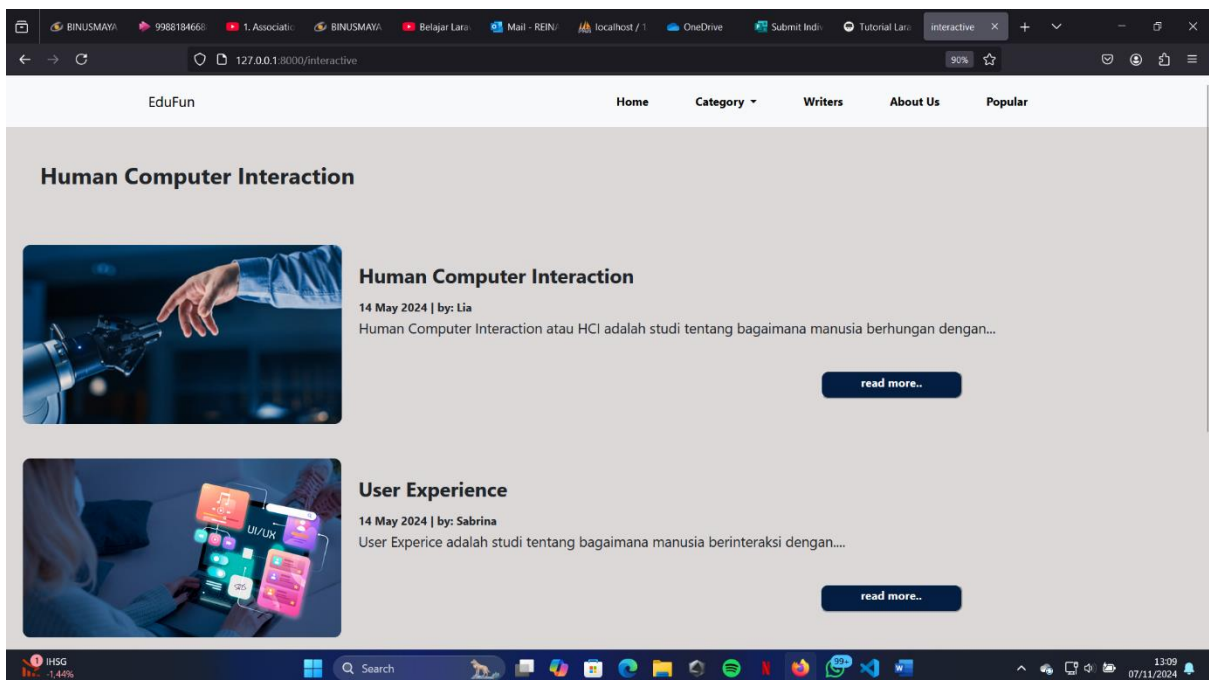 BINUSMAYA 9988184668 1. Associatio BINUSMAYA Belajar Lara Mail - REINA localhost / 1 OneDrive Submit Indiv Tutorial Lara interactive
127.0.0.1:8000/interactive 90%
EduFun Home Category Writers About Us Popular
Human Computer Interaction
Human Computer Interaction
14 May 2024 | by: Lia
Human Computer Interaction atau HCI adalah studi tentang bagaimana manusia berhungan dengan...
read more..
UI/UX
User Experience
14 May 2024 | by: Sabrina
User Experice adalah studi tentang bagaimana manusia berinteraksi dengan....
read more..
1 IHSG
-1,44%
Search
99+
13:09
07/11/2024